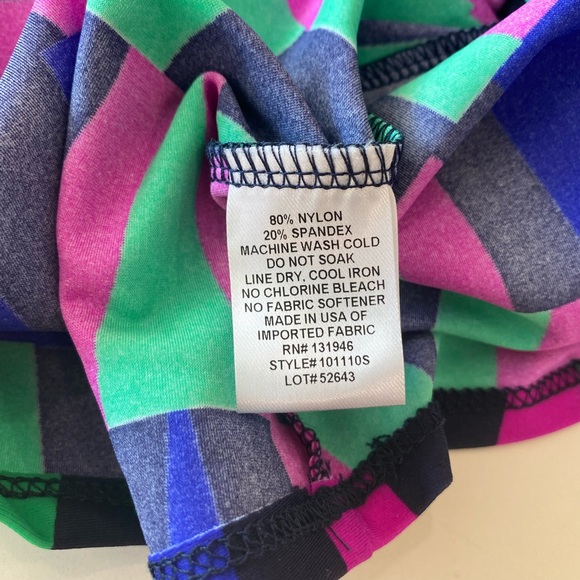 80% NYLON
20% SPANDEX
MACHINE WASH COLD
DO NOT SOAK
LINE DRY, COOL IRON
NO CHLORINE BLEACH
NO FABRIC SOFTENER
MADE IN USA OF
IMPORTED FABRIC
RN# 131946
STYLE#101110S
LOT#52643